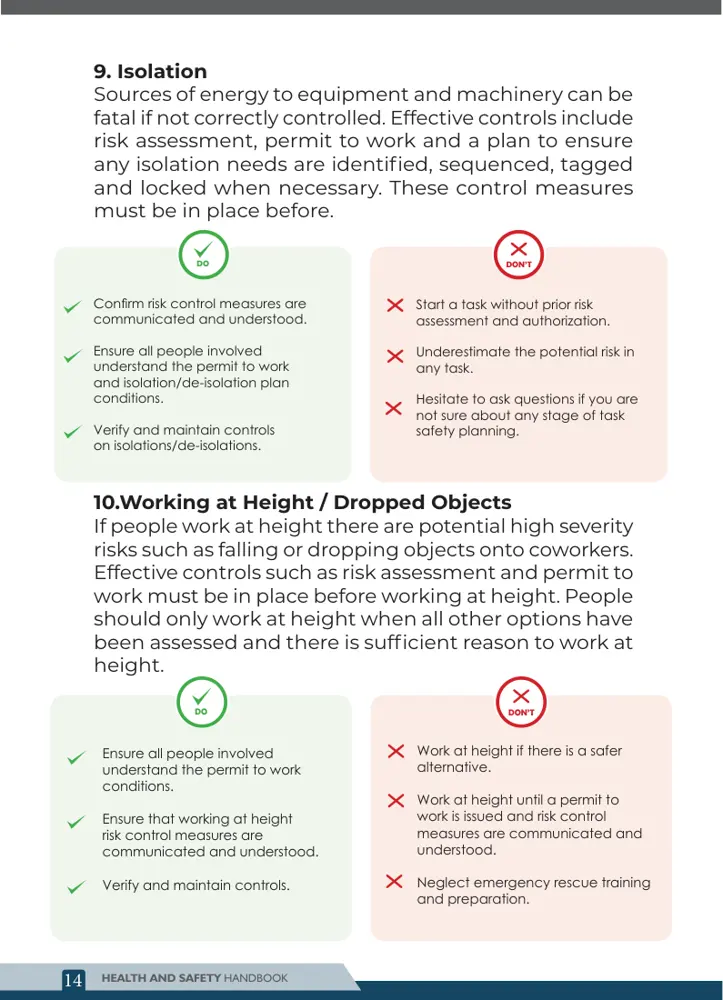 9. Isolation
Sources of energy to equipment and machinery can be
fatal if not correctly controlled. Effective controls include
risk assessment, permit to work and a plan to ensure
any isolation needs are identified, sequenced, tagged
and locked when necessary. These control measures
must be in place before.
DO
Confirm risk control measures are
communicated and understood.
Ensure all people involved
understand the permit to work
and isolation/de-isolation plan
conditions.
Verify and maintain controls
on isolations/de-isolations.
DON'T
Start a task without prior risk
assessment and authorization.
Underestimate the potential risk in
any task.
Hesitate to ask questions if you are
not sure about any stage of task
safety planning.
10.Working at Height / Dropped Objects
If people work at height there are potential high severity
risks such as falling or dropping objects onto coworkers.
Effective controls such as risk assessment and permit to
work must be in place before working at height. People
should only work at height when all other options have
been assessed and there is sufficient reason to work at
height.
DO
Ensure all people involved
understand the permit to work
conditions.
Ensure that working at height
risk control measures are
communicated and understood.
Verify and maintain controls.
DON'T
Work at height if there is a safer
alternative.
Work at height until a permit to
work is issued and risk control
measures are communicated and
understood.
Neglect emergency rescue training
and preparation.
14 HEALTH AND SAFETY HANDBOOK